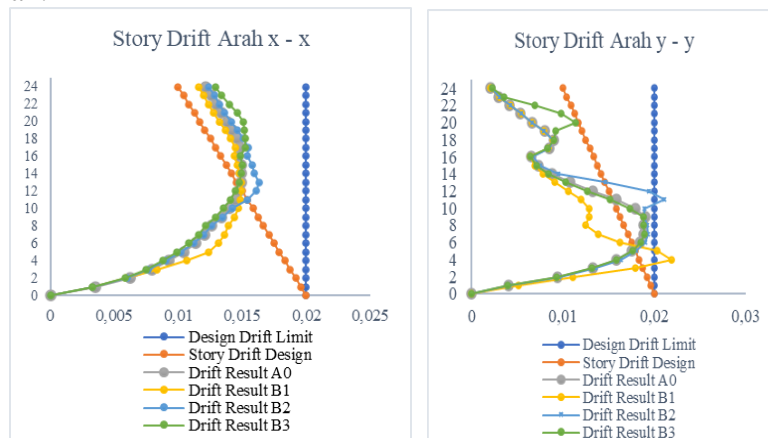 Story Drift Arah x - x
24
22
20
18
16
14
12
10
8
6
4
2
0
0 0,005 0,01 0,015 0,02 0,025
Design Drift Limit
Story Drift Design
Drift Result A0
Drift Result B1
Drift Result B2
Drift Result B3
Story Drift Arah y - y
24
22
20
18
16
14
12
10
8
6
4
2
0
0 0,01 0,02 0,03
Design Drift Limit
Story Drift Design
Drift Result A0
Drift Result B1
Drift Result B2
Drift Result B3